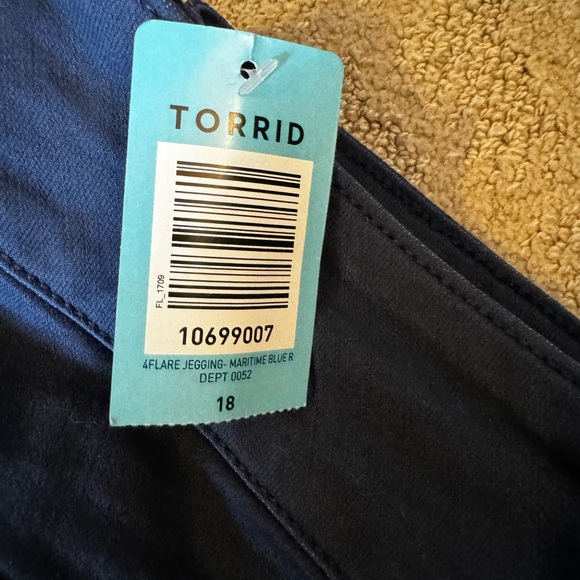 TORRID
FL_1709
10699007
4FLARE JEGGING- MARITIME BLUE R
DEPT 0052
18